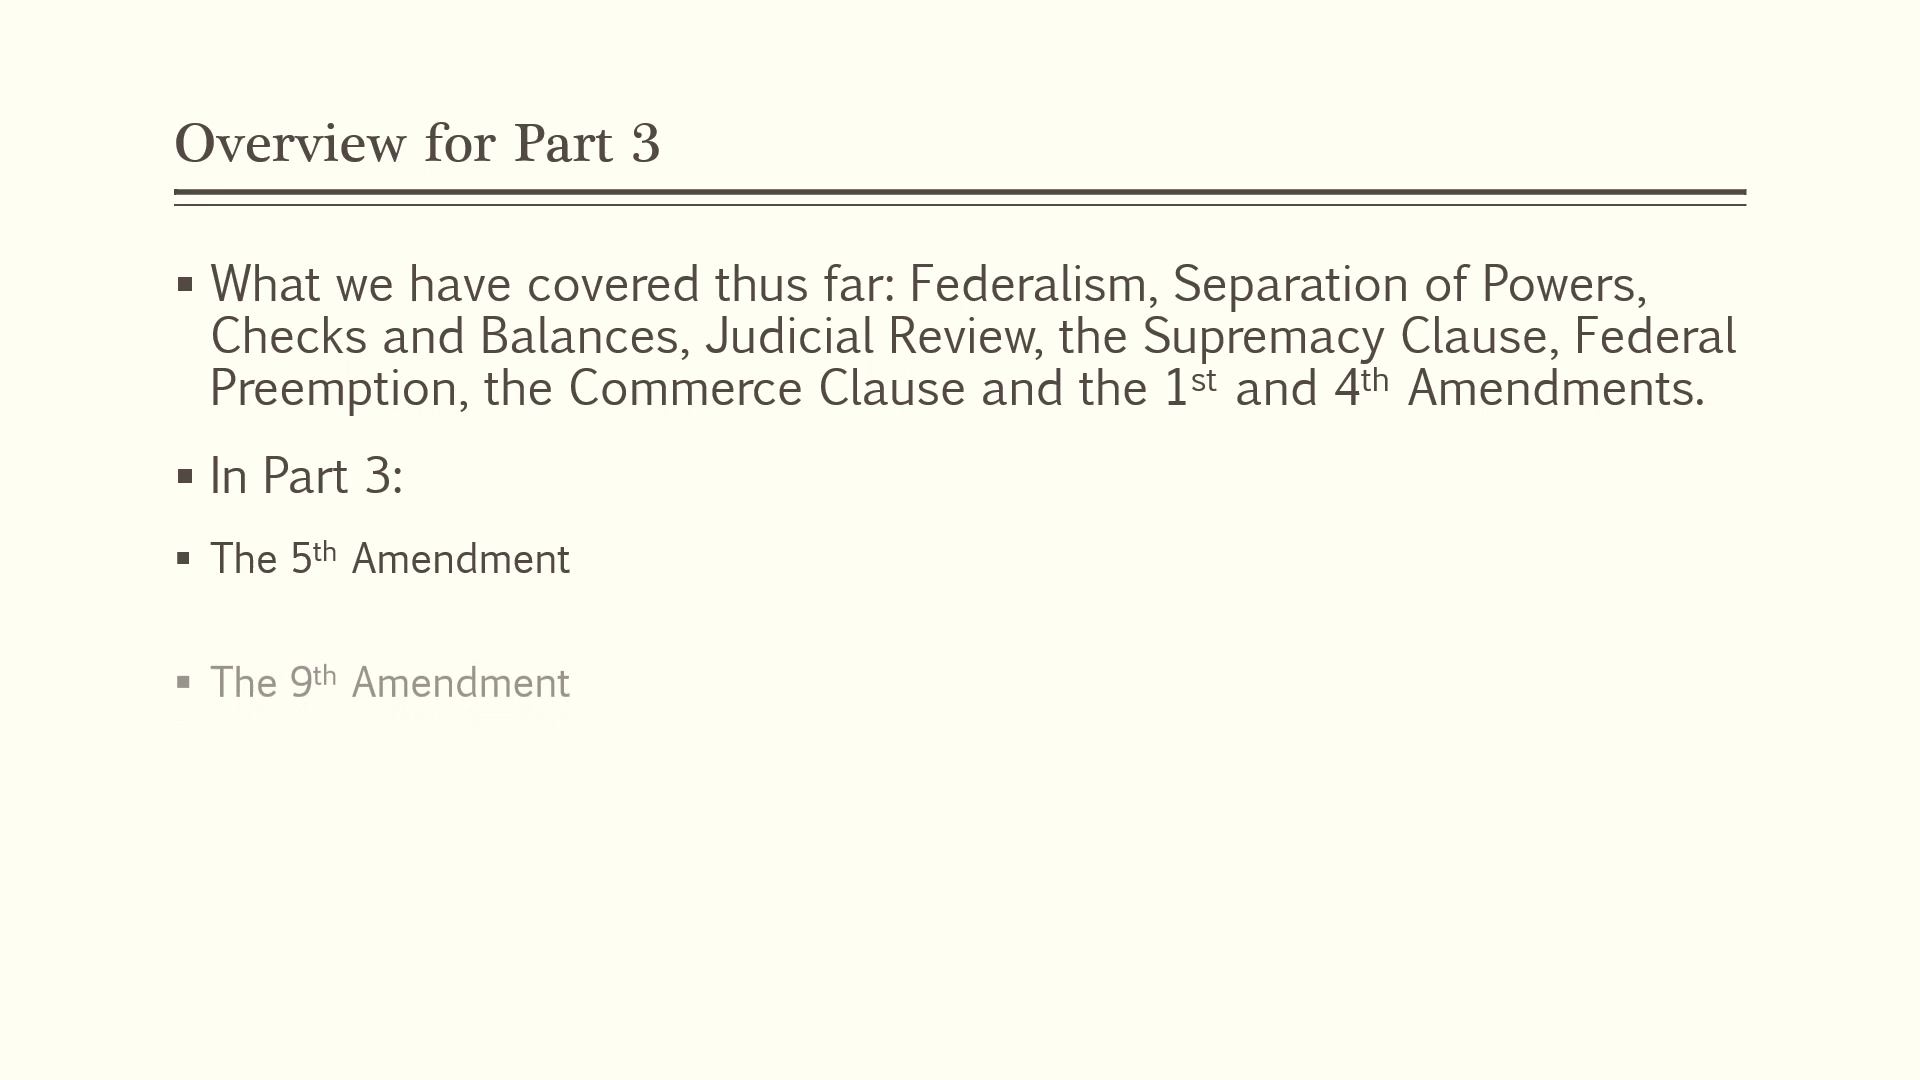 Overview for Part 3
▪ What we have covered thus far: Federalism, Separation of Powers,
Checks and Balances, Judicial Review, the Supremacy Clause, Federal
Preemption, the Commerce Clause and the 1st and 4th Amendments.
▪ In Part 3:
▪ The 5th Amendment
▪ The 9th Amendment